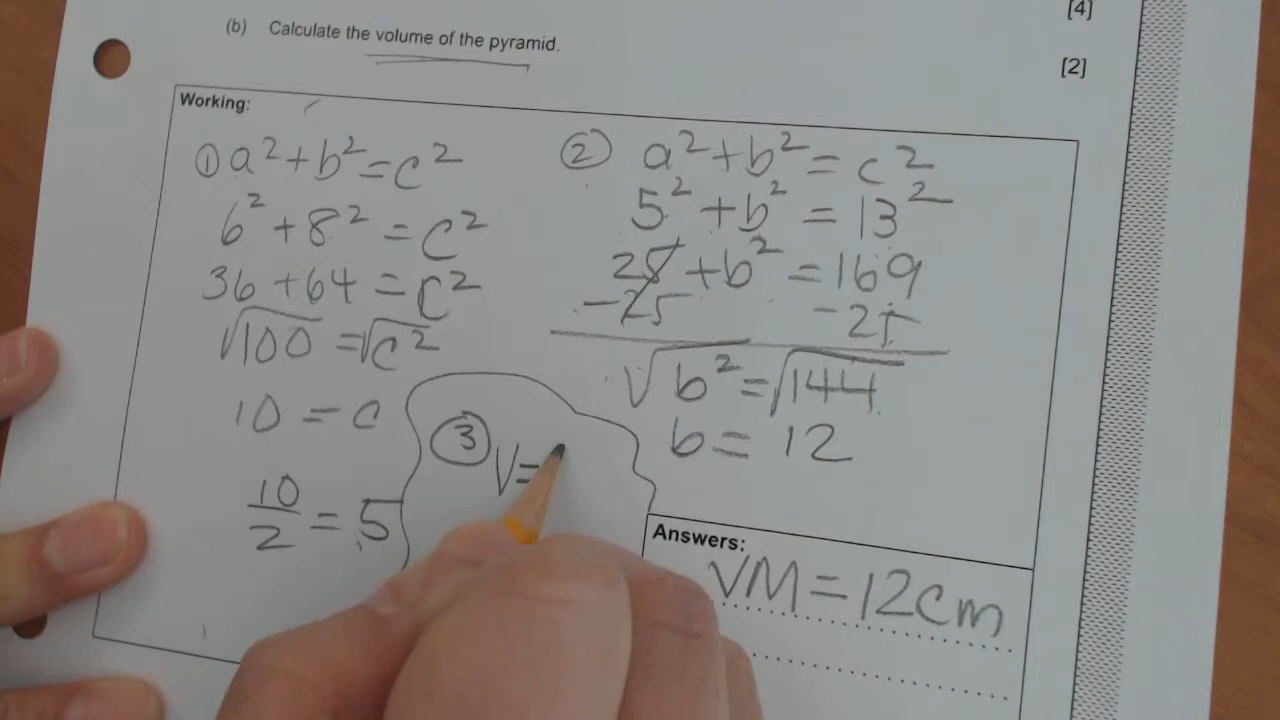 [4]
(b) Calculate the volume of the pyramid.
[2]
Working:
① a² + b² = c²
6² + 8² = c²
36 + 64 = c²
√100 = √c²
10 = c
10/2 = 5
② a² + b² = c²
5² + b² = 13²
25 + b² = 169
-25 -25
√b² = √144
b = 12
③ V=
Answers:
VM = 12cm